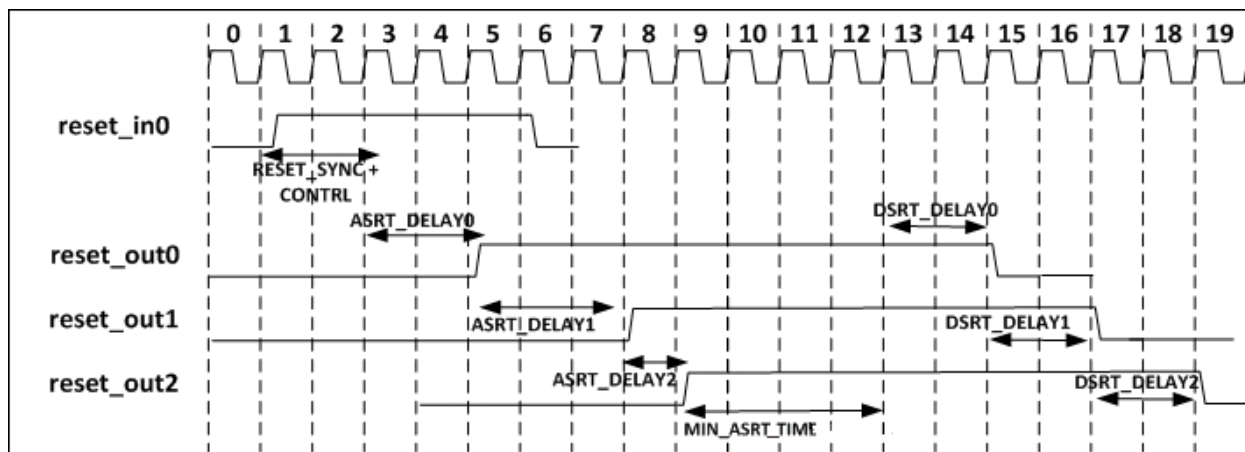 0 1 2 3 4 5 6 7 8 9 10 11 12 13 14 15 16 17 18 19
reset_in0
RESET_SYNC +
CONTRL
ASRT_DELAY0
DSRT_DELAY0
reset_out0
reset_out1
ASRT_DELAY1
DSRT_DELAY1
reset_out2
ASRT_DELAY2
DSRT_DELAY2
MIN_ASRT_TIME